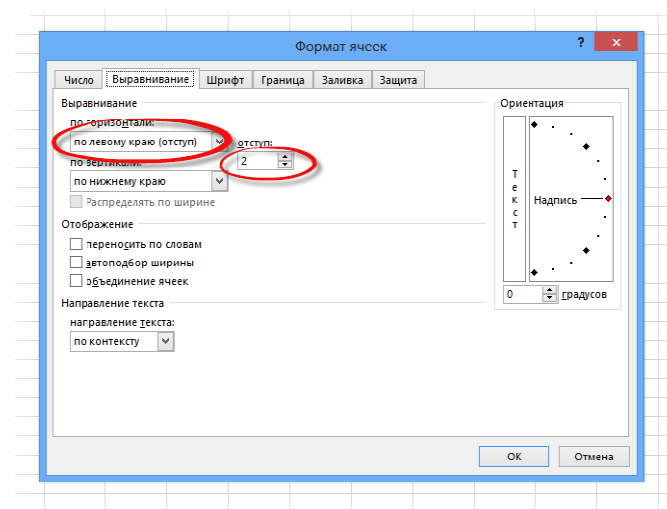 Формат ячеек
? ×
Число Выравнивание Шрифт Граница Заливка Защита
Выравнивание
по горизонтали:
по левому краю (отступ)
отступ:
2
по вертикали:
по нижнему краю
Распределять по ширине
Отображение
переносить по словам
автоподбор ширины
объединение ячеек
Направление текста
направление текста:
по контексту
Ориентация
Текст
Надпись
0 градусов
ОК Отмена